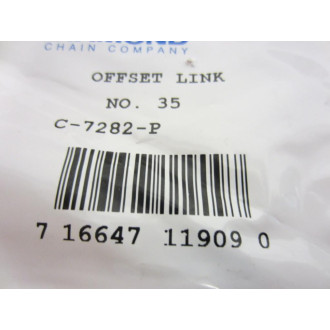 CHAIN COMPANY
OFFSET LINK
NO. 35
C-7282-P
7 16647 11909 0